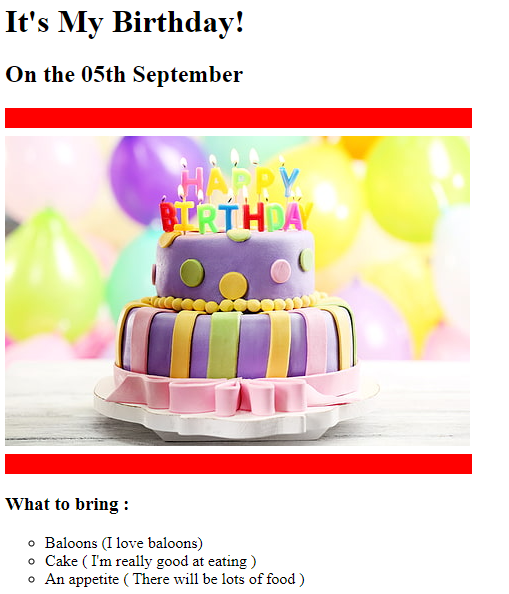 It's My Birthday!
On the 05th September
HAPPY
BIRTHDAY
What to bring :
Baloons (I love baloons)
Cake ( I'm really good at eating )
An appetite ( There will be lots of food )